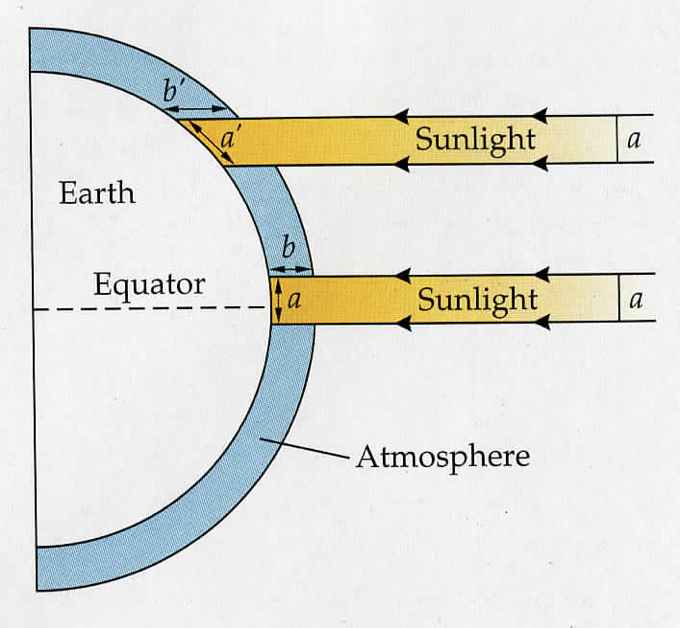 b′
a′
Sunlight
a
Earth
b
Equator
a
Sunlight
a
Atmosphere